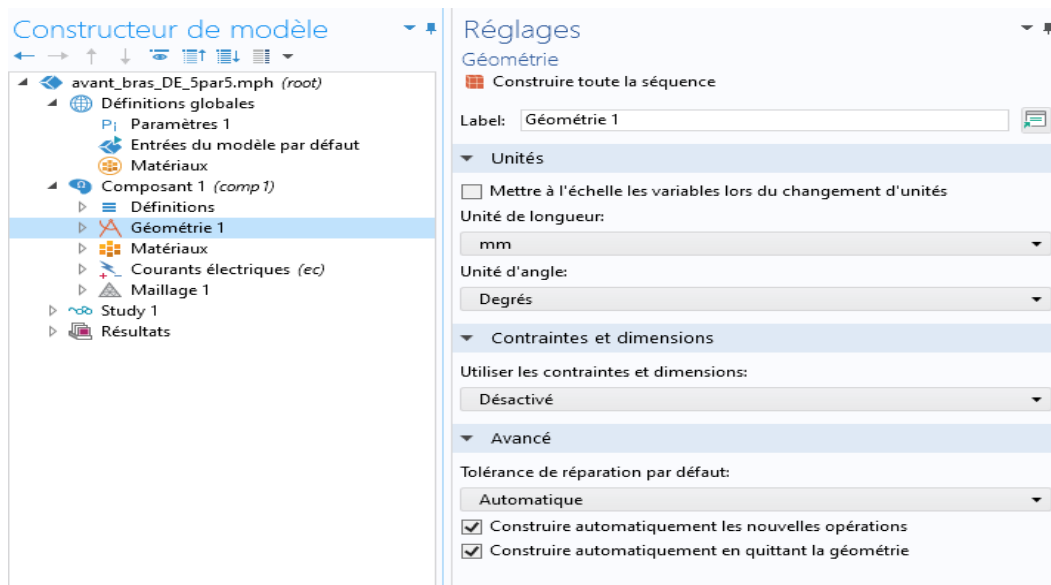 Constructeur de modèle
avant_bras_DE_5par5.mph (root)
Définitions globales
Pi Paramètres 1
Entrées du modèle par défaut
Matériaux
Composant 1 (comp1)
Définitions
Géométrie 1
Matériaux
Courants électriques (ec)
Maillage 1
Study 1
Résultats
Réglages
Géométrie
Construire toute la séquence
Label: Géométrie 1
Unités
Mettre à l'échelle les variables lors du changement d'unités
Unité de longueur:
mm
Unité d'angle:
Degrés
Contraintes et dimensions
Utiliser les contraintes et dimensions:
Désactivé
Avancé
Tolérance de réparation par défaut:
Automatique
Construire automatiquement les nouvelles opérations
Construire automatiquement en quittant la géométrie